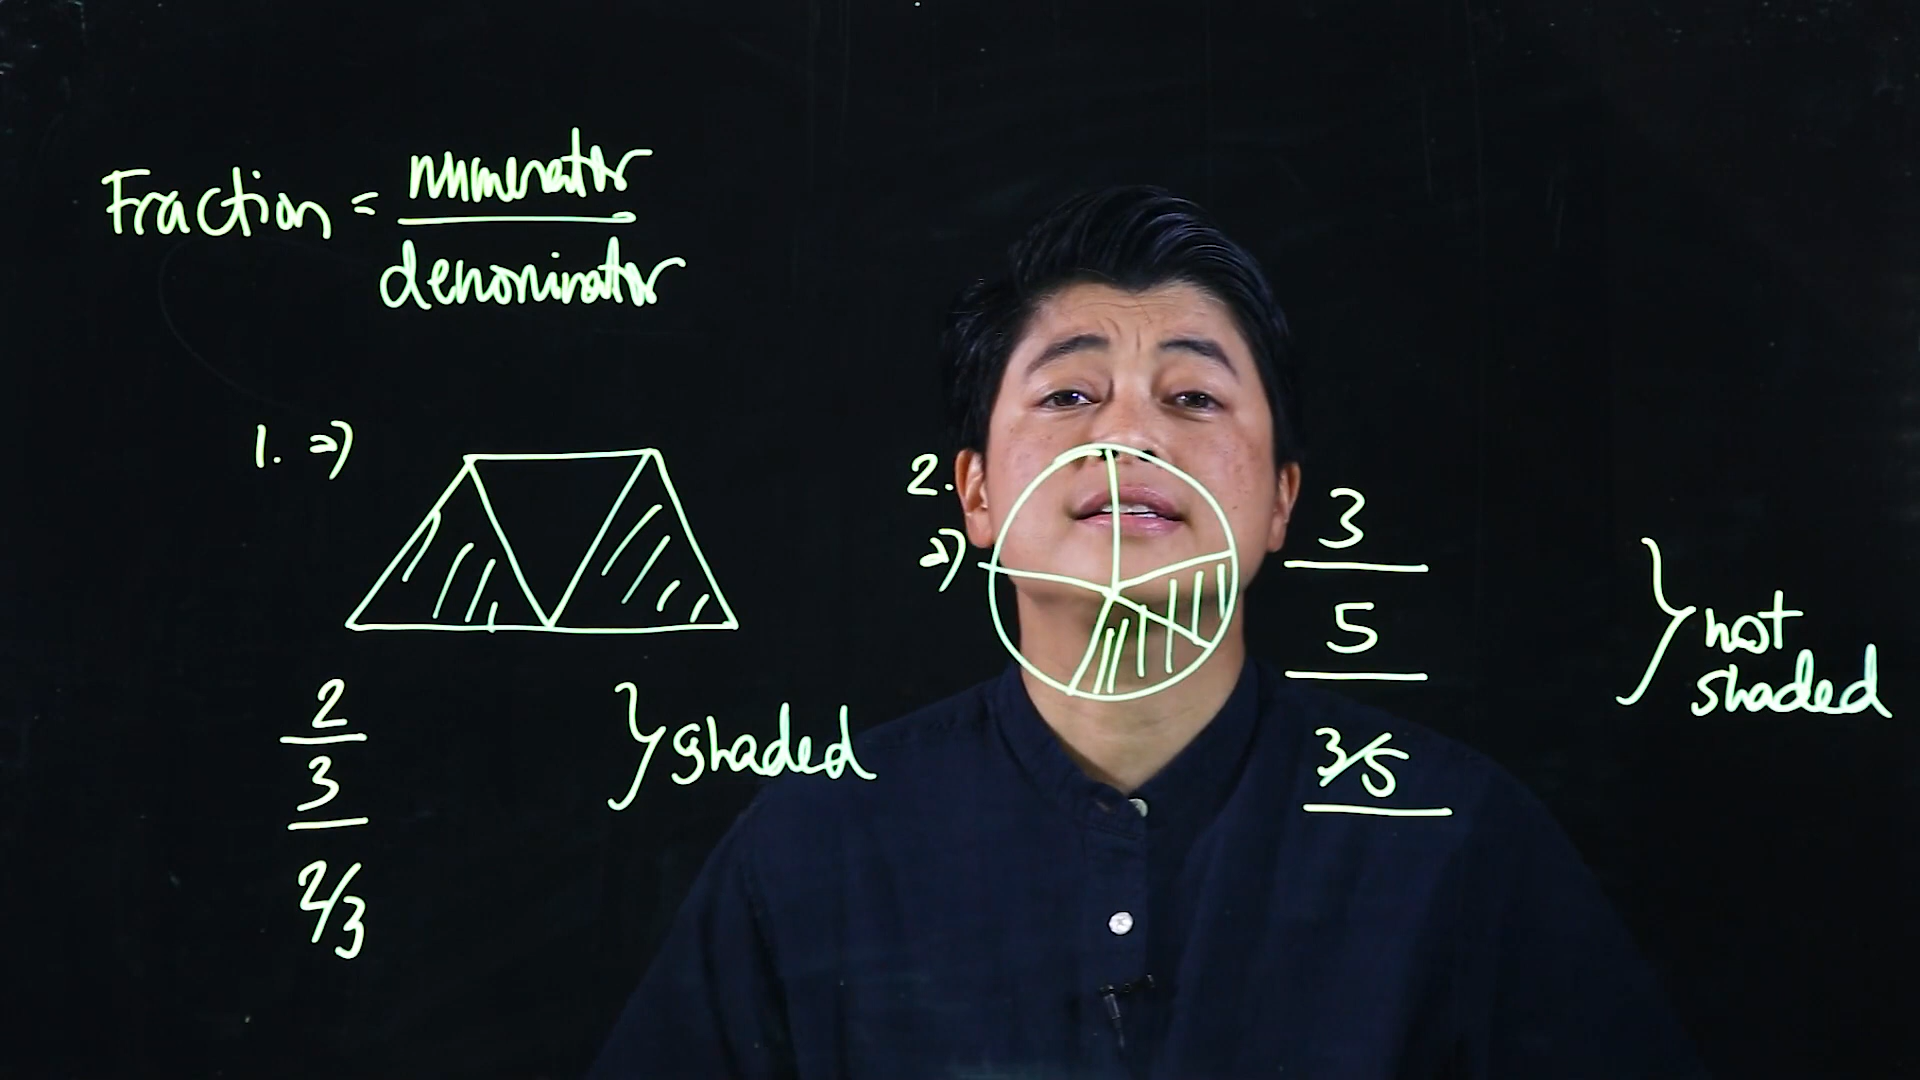 Fraction = numerator
denominator
1. a)
2
3
2/3
} shaded
2.
a)
3
5
3/5
} not
shaded